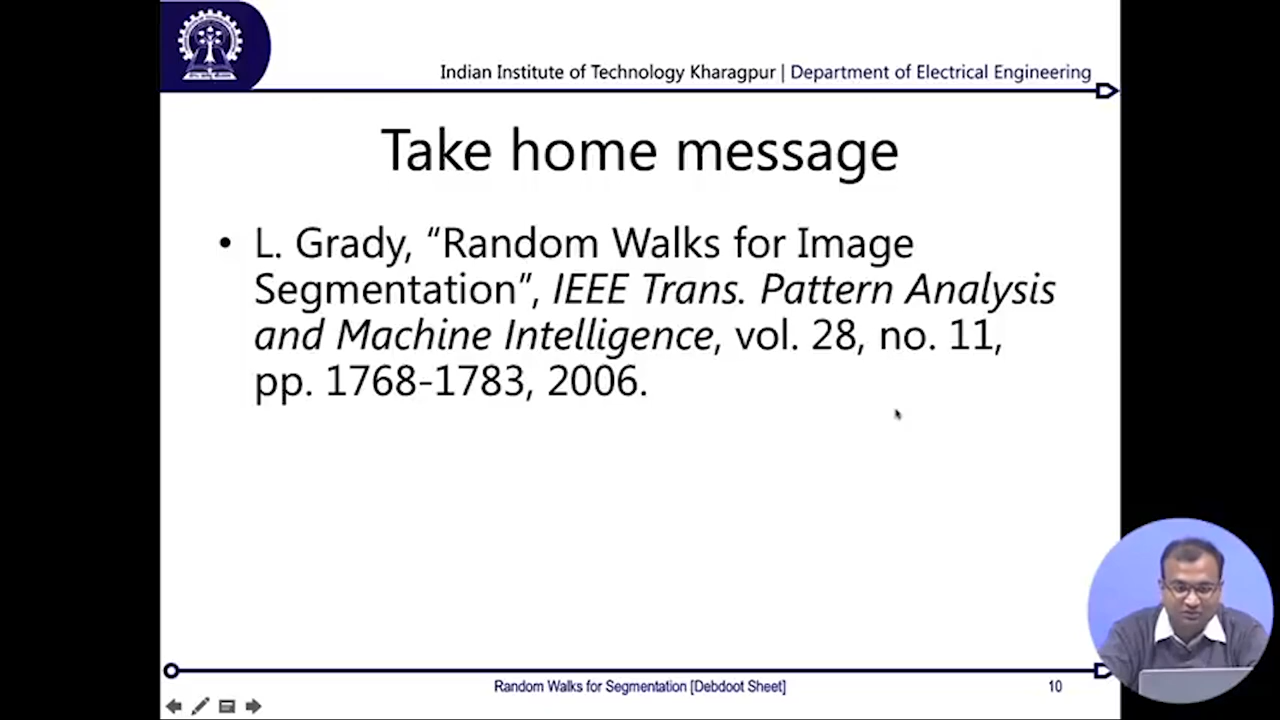 Indian Institute of Technology Kharagpur | Department of Electrical Engineering
Take home message
• L. Grady, “Random Walks for Image
Segmentation”, IEEE Trans. Pattern Analysis
and Machine Intelligence, vol. 28, no. 11,
pp. 1768-1783, 2006.
Random Walks for Segmentation [Debdoot Sheet]
10